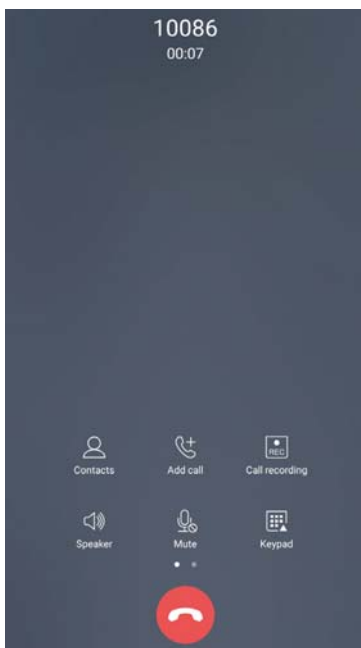 10086
00:07
Contacts Add call Call recording
REC
Speaker Mute Keypad